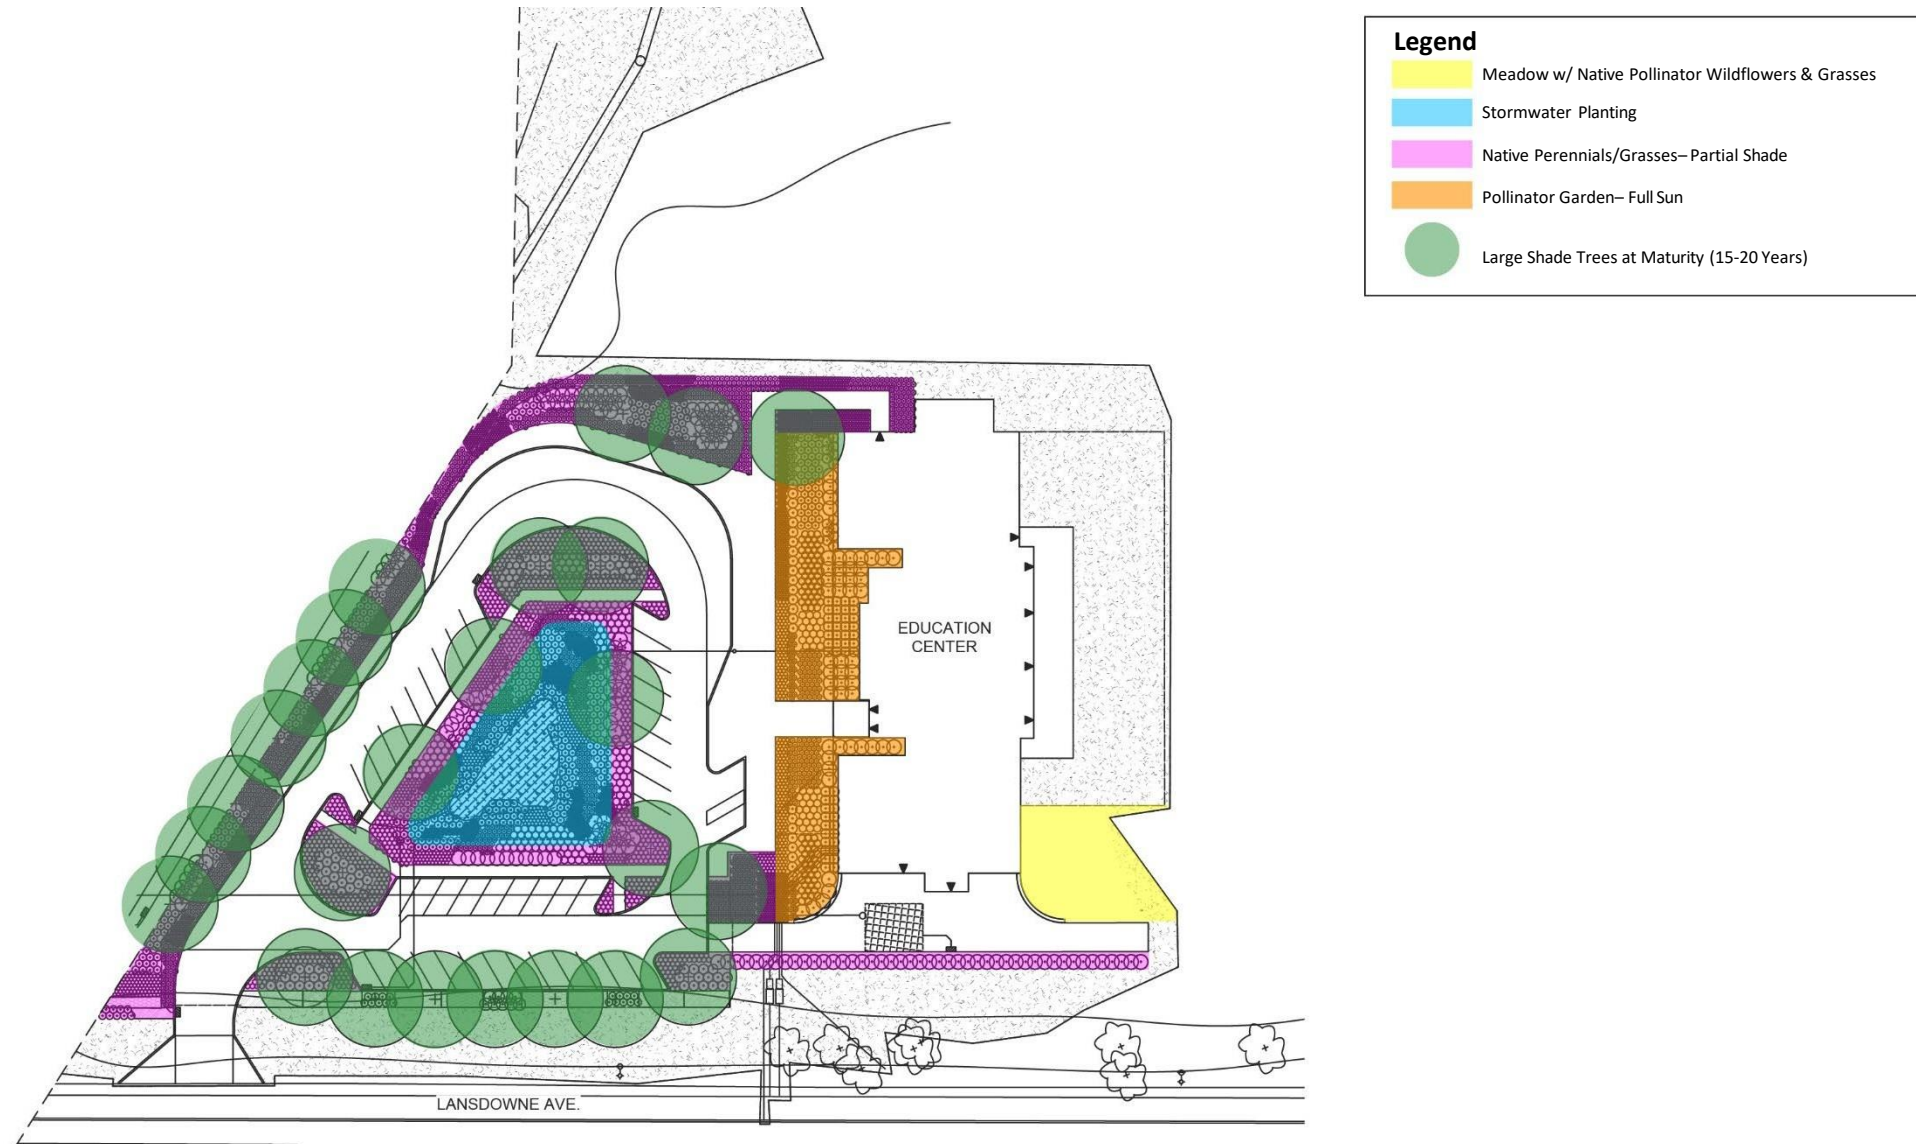 Legend
Meadow w/ Native Pollinator Wildflowers & Grasses
Stormwater Planting
Native Perennials/Grasses– Partial Shade
Pollinator Garden– Full Sun
Large Shade Trees at Maturity (15-20 Years)
EDUCATION
CENTER
LANSDOWNE AVE.